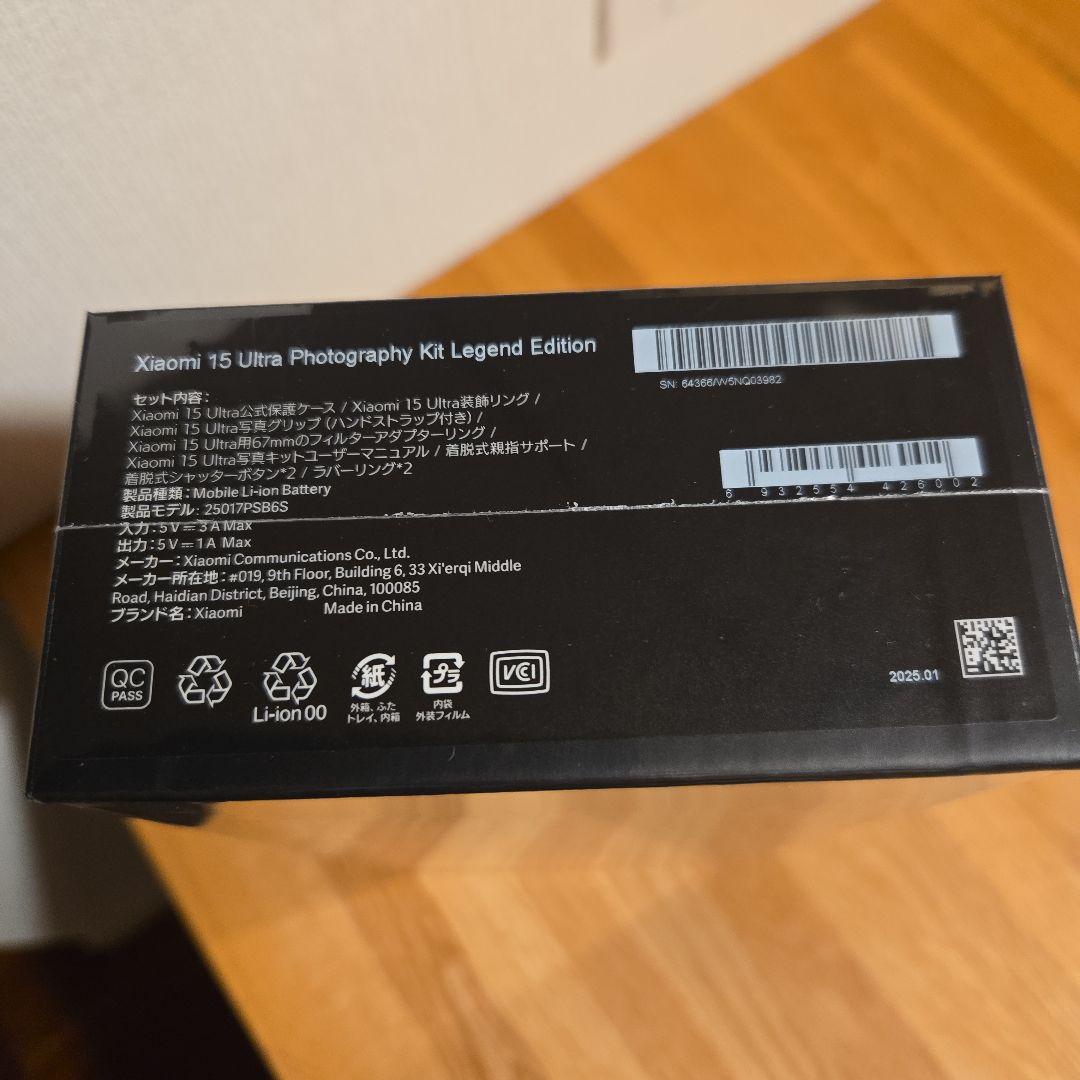 Xiaomi 15 Ultra Photography Kit Legend Edition
SN: 64366/W5NQ03982
セット内容:
Xiaomi 15 Ultra公式保護ケース / Xiaomi 15 Ultra装飾リング /
Xiaomi 15 Ultra写真グリップ (ハンドストラップ付き) /
Xiaomi 15 Ultra用67mmのフィルターアダプターリング /
Xiaomi 15 Ultra写真キットユーザーマニュアル / 着脱式親指サポート /
着脱式シャッターボタン*2 / ラバーリング*2
製品種類: Mobile Li-ion Battery
製品モデル: 25017PSB6S
入力: 5V⎓3A Max
出力: 5V⎓1A Max
メーカー: Xiaomi Communications Co., Ltd.
メーカー所在地: #019, 9th Floor, Building 6, 33 Xi'erqi Middle
Road, Haidian District, Beijing, China, 100085
ブランド名: Xiaomi Made in China
6 932554 426002
QC
PASS
Li-ion 00
紙
外箱、ふた
トレイ、内箱
プラ
内袋
外装フィルム
VCI
2025.01